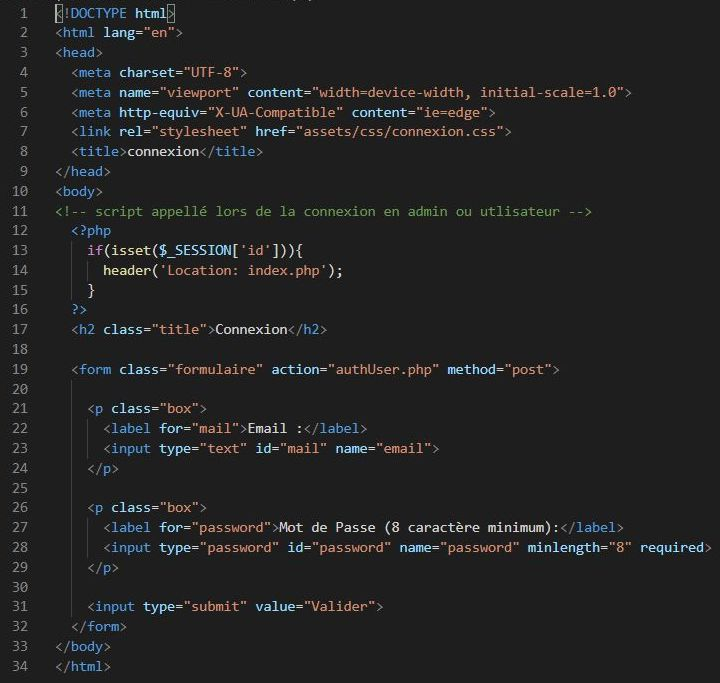 1 <!DOCTYPE html>
2 <html lang="en">
3 <head>
4 <meta charset="UTF-8">
5 <meta name="viewport" content="width=device-width, initial-scale=1.0">
6 <meta http-equiv="X-UA-Compatible" content="ie=edge">
7 <link rel="stylesheet" href="assets/css/connexion.css">
8 <title>connexion</title>
9 </head>
10 <body>
11 <!-- script appellé lors de la connexion en admin ou utlisateur -->
12 <?php
13 if(isset($_SESSION['id'])){
14 header('Location: index.php');
15 }
16 ?>
17 <h2 class="title">Connexion</h2>
18
19 <form class="formulaire" action="authUser.php" method="post">
20
21 <p class="box">
22 <label for="mail">Email :</label>
23 <input type="text" id="mail" name="email">
24 </p>
25
26 <p class="box">
27 <label for="password">Mot de Passe (8 caractère minimum):</label>
28 <input type="password" id="password" name="password" minlength="8" required>
29 </p>
30
31 <input type="submit" value="Valider">
32 </form>
33 </body>
34 </html>